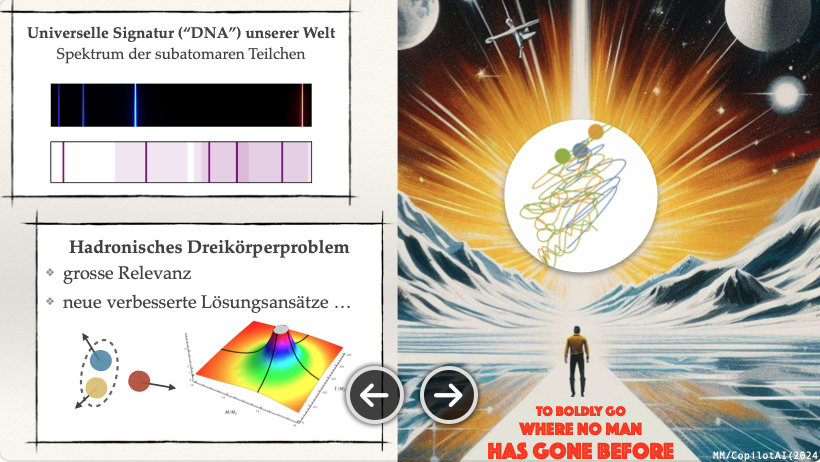 Universelle Signatur (“DNA”) unserer Welt
Spektrum der subatomaren Teilchen
Hadronisches Dreikörperproblem
❖ grosse Relevanz
❖ neue verbesserte Lösungsansätze …
TO BOLDLY GO
WHERE NO MAN
HAS GONE BEFORE
MM/CopilotAI(2024